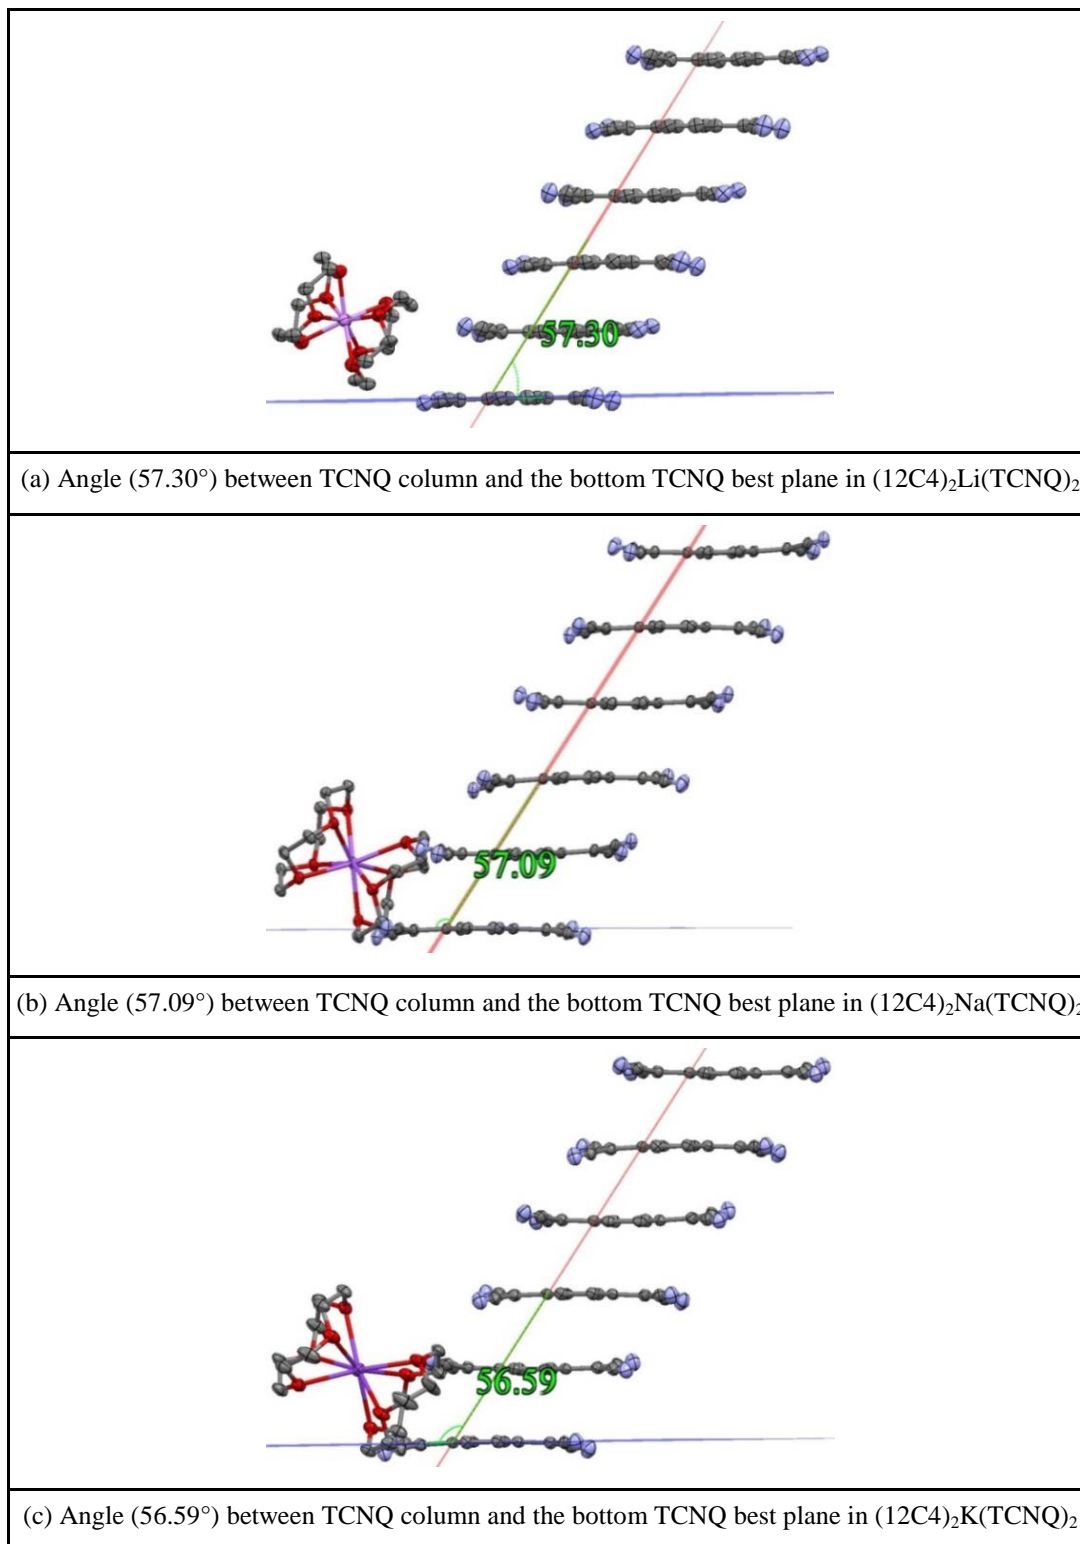 57.30
(a) Angle (57.30°) between TCNQ column and the bottom TCNQ best plane in (12C4)₂Li(TCNQ)₂
57.09
(b) Angle (57.09°) between TCNQ column and the bottom TCNQ best plane in (12C4)₂Na(TCNQ)₂
56.59
(c) Angle (56.59°) between TCNQ column and the bottom TCNQ best plane in (12C4)₂K(TCNQ)₂